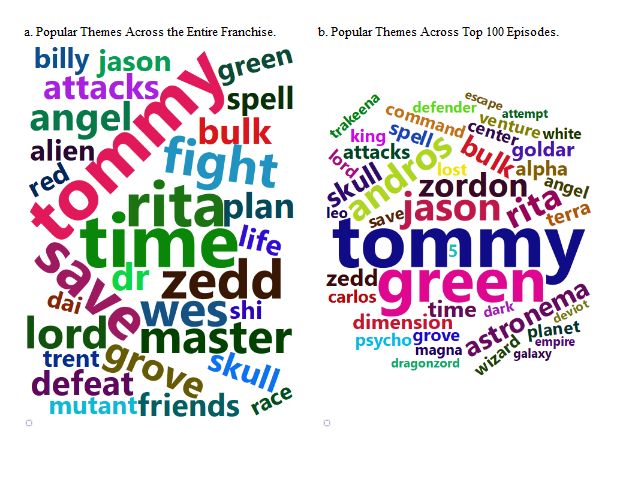 a. Popular Themes Across the Entire Franchise.
b. Popular Themes Across Top 100 Episodes.
billy jason green
attacks
tommy
spell
angel
bulk
alien
fight
red
rita
plan
time
life
save
dr zedd
dai
wes shi
lord master
trent grove
skull
defeat
mutant friends race
escape
trakeena
defender
attempt
command
venture
king
spell
center
white
attacks
bulk
goldar
lord
andros
lost
alpha
skull
zordon
angel
leo
save
jason
rita
terra
tommy
5
zedd
green
carlos
time
dark
astronema
deviot
dimension
psycho
grove
planet
magna
wizard
empire
galaxy
dragonzord